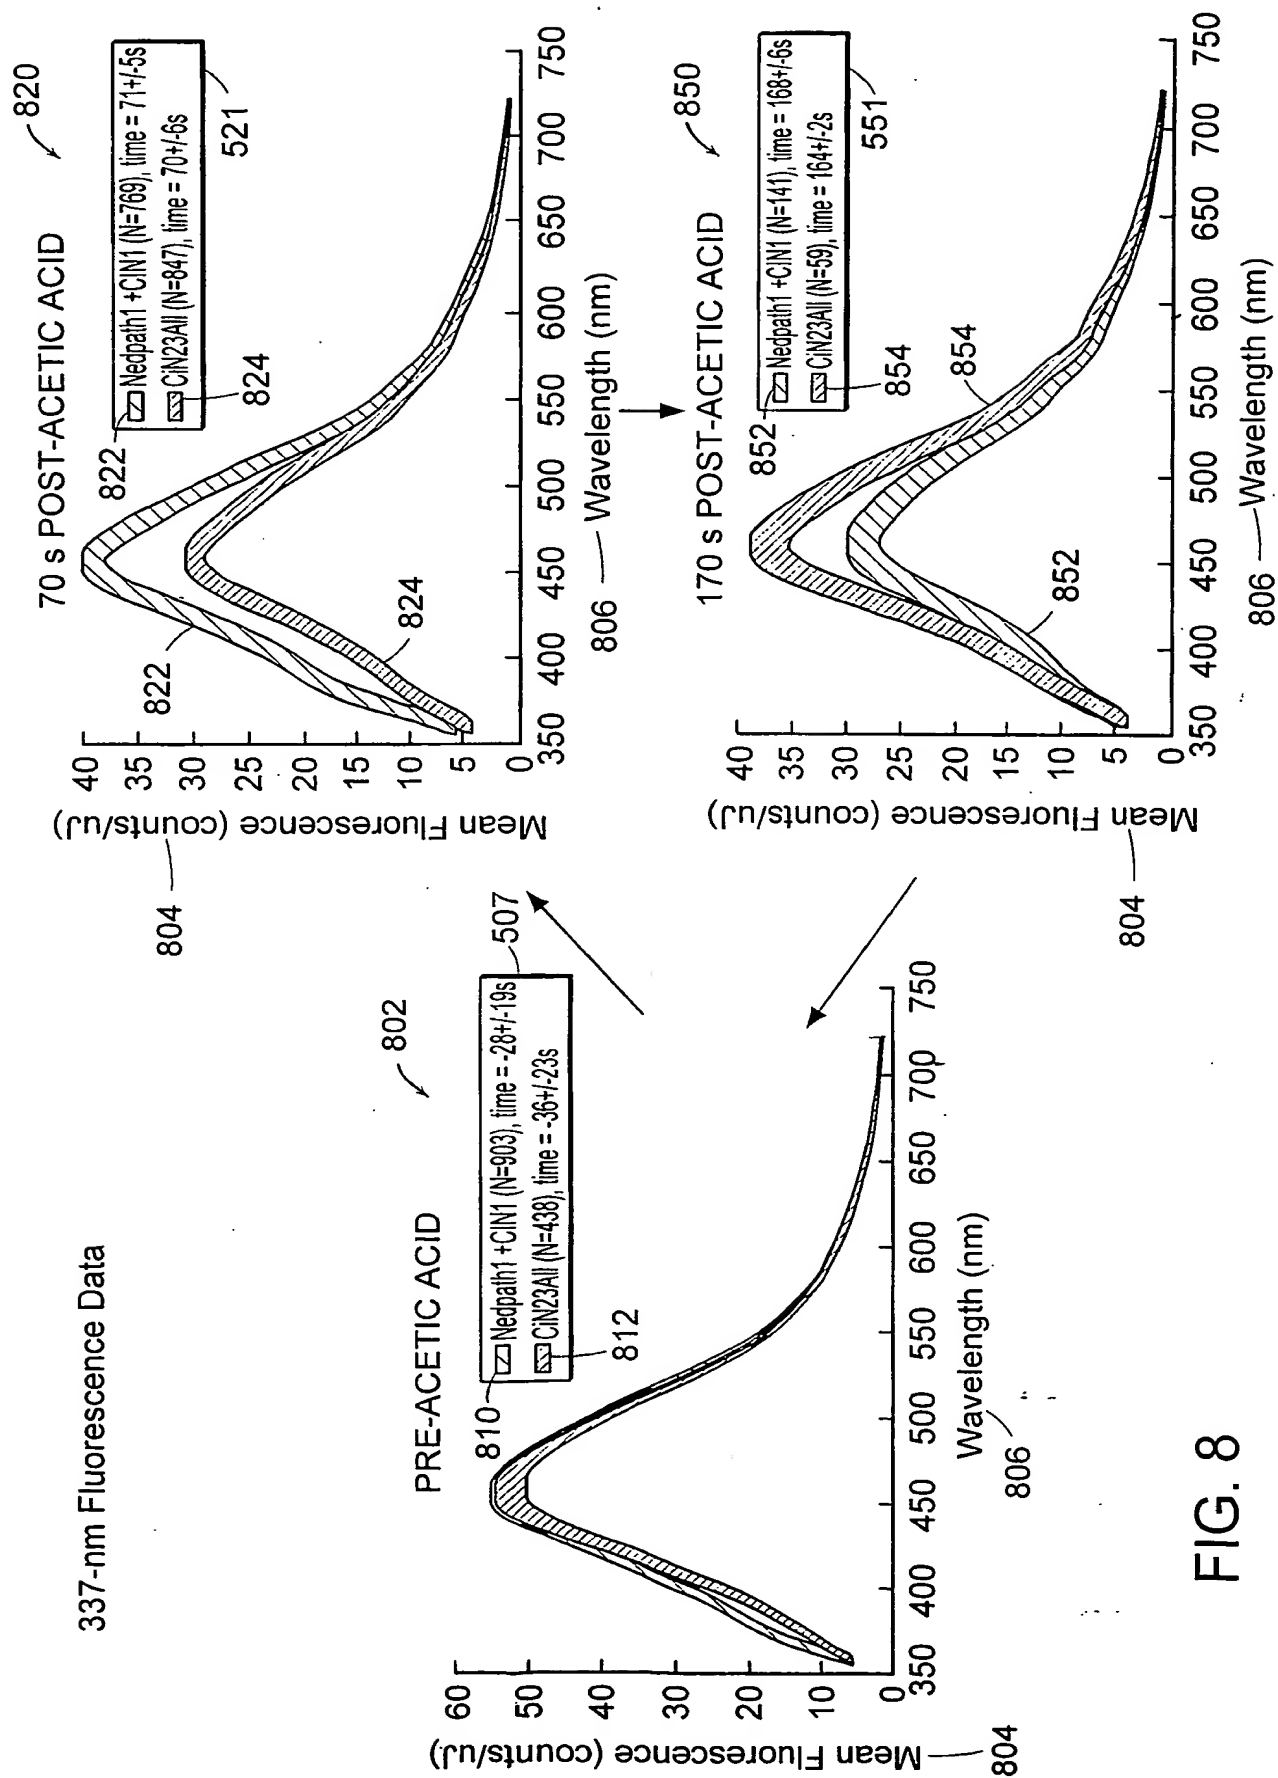 337-nm Fluorescence Data
PRE-ACETIC ACID
802
810
Nedpath1 +CIN1 (N=903), time = -28+/-19s
CiN23All (N=438), time = -36+/-23s
507
812
60
50
40
30
20
10
0
Mean Fluorescence (counts/uJ)
804
350 400 450 500 550 600 650 700 750
Wavelength (nm)
806
70 s POST-ACETIC ACID
820
822
Nedpath1 +CIN1 (N=769), time = 71+/-5s
CiN23All (N=847), time = 70+/-6s
521
824
822
824
40
35
30
25
20
15
10
5
0
Mean Fluorescence (counts/uJ)
804
350 400 450 500 550 600 650 700 750
806 Wavelength (nm)
170 s POST-ACETIC ACID
850
852
Nedpath1 +CIN1 (N=141), time = 168+/-6s
CiN23All (N=59), time = 164+/-2s
551
854
854
852
40
35
30
25
20
15
10
5
0
Mean Fluorescence (counts/uJ)
804
350 400 450 500 550 600 650 700 750
806 Wavelength (nm)
FIG. 8